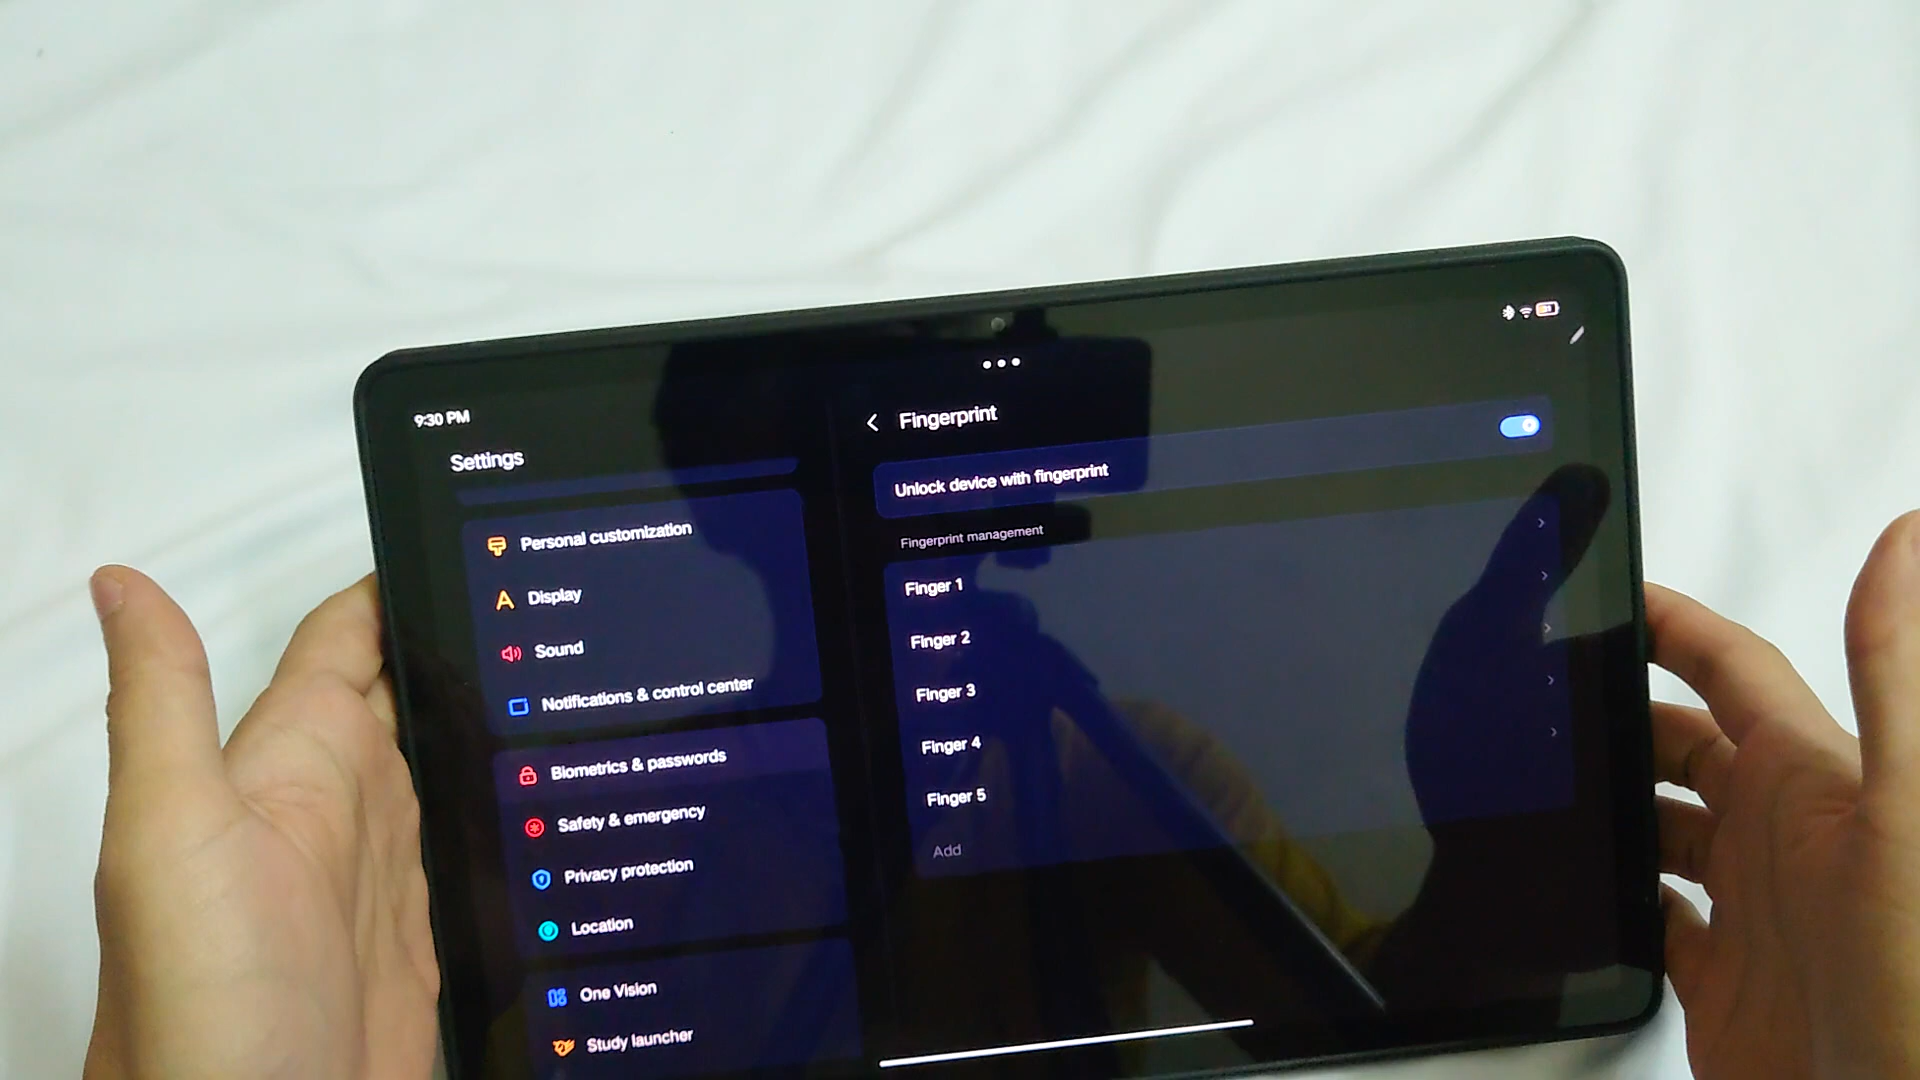 9:30 PM
Settings
Personal customization
Display
Sound
Notifications & control center
Biometrics & passwords
Safety & emergency
Privacy protection
Location
One Vision
Study launcher
Fingerprint
Unlock device with fingerprint
Fingerprint management
Finger 1
Finger 2
Finger 3
Finger 4
Finger 5
Add